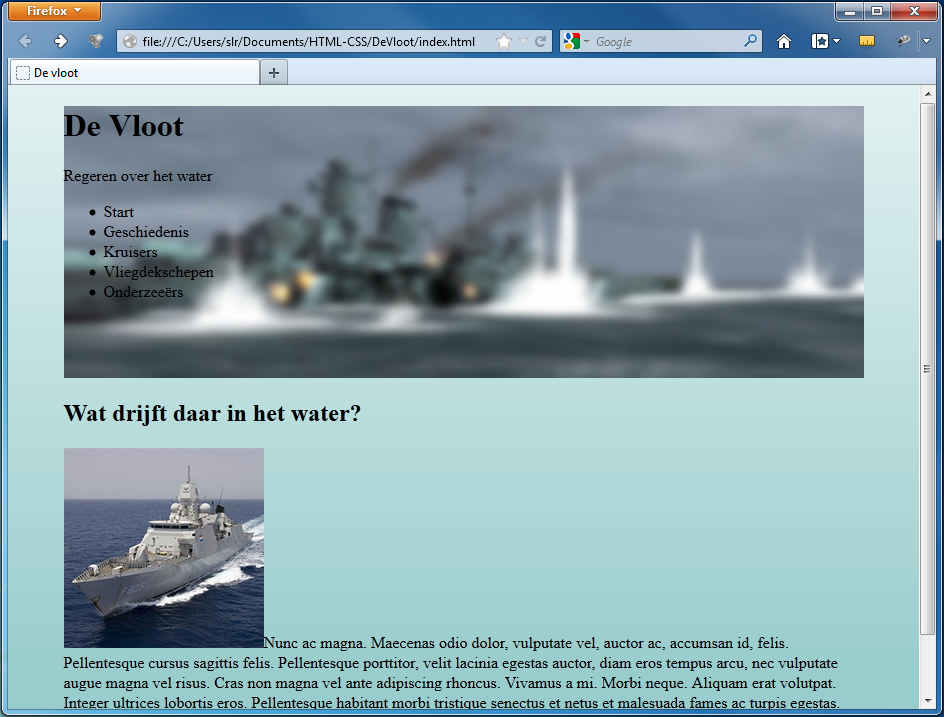 Firefox
file:///C:/Users/slr/Documents/HTML-CSS/DeVloot/index.html
Google
De vloot
De Vloot
Regeren over het water
Start
Geschiedenis
Kruisers
Vliegdekschepen
Onderzeeërs
Wat drijft daar in het water?
Nunc ac magna. Maecenas odio dolor, vulputate vel, auctor ac, accumsan id, felis.
Pellentesque cursus sagittis felis. Pellentesque porttitor, velit lacinia egestas auctor, diam eros tempus arcu, nec vulputate
augue magna vel risus. Cras non magna vel ante adipiscing rhoncus. Vivamus a mi. Morbi neque. Aliquam erat volutpat.
Integer ultrices lobortis eros. Pellentesque habitant morbi tristique senectus et netus et malesuada fames ac turpis egestas.